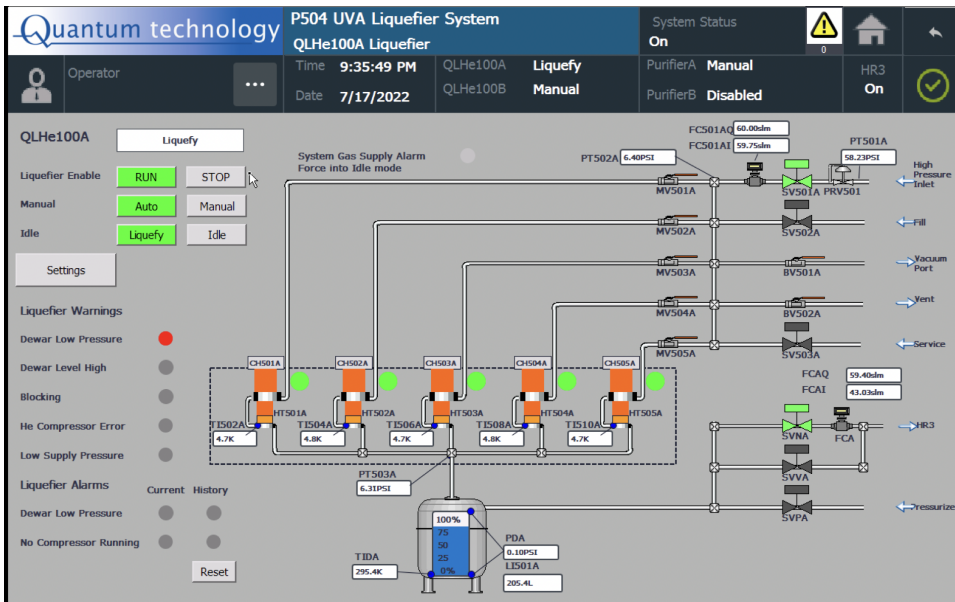 Quantum technology
P504 UVA Liquefier System
QLHe100A Liquefier
System Status
On
0
Operator
...
Time 9:35:49 PM
Date 7/17/2022
QLHe100A Liquefy
QLHe100B Manual
PurifierA Manual
PurifierB Disabled
HR3
On
QLHe100A Liquefy
Liquefier Enable RUN STOP
Manual Auto Manual
Idle Liquefy Idle
Settings
System Gas Supply Alarm
Force into Idle mode
Liquefier Warnings
Dewar Low Pressure
Dewar Level High
Blocking
He Compressor Error
Low Supply Pressure
Liquefier Alarms Current History
Dewar Low Pressure
No Compressor Running
Reset
FC501AQ 60.00slm
FC501AI 59.75slm
PT501A
58.23PSI
PT502A 6.40PSI
High
Pressure
Inlet
MV501A SV501A PRV501
Fill
MV502A SV502A
Vacuum
Port
MV503A BV501A
Vent
MV504A BV502A
Service
MV505A SV503A
CH501A CH502A CH503A CH504A CH505A
HT501A HT502A HT503A HT504A HT505A
TI502A TI504A TI506A TI508A TI510A
4.7K 4.8K 4.7K 4.8K 4.7K
FCAQ 59.40slm
FCAI 43.03slm
HR3
SVNA FCA
SVVA
Pressurize
SVPA
PT503A
6.31PSI
100%
75
50
25
0%
PDA
0.10PSI
LI501A
205.4L
TIDA
295.4K